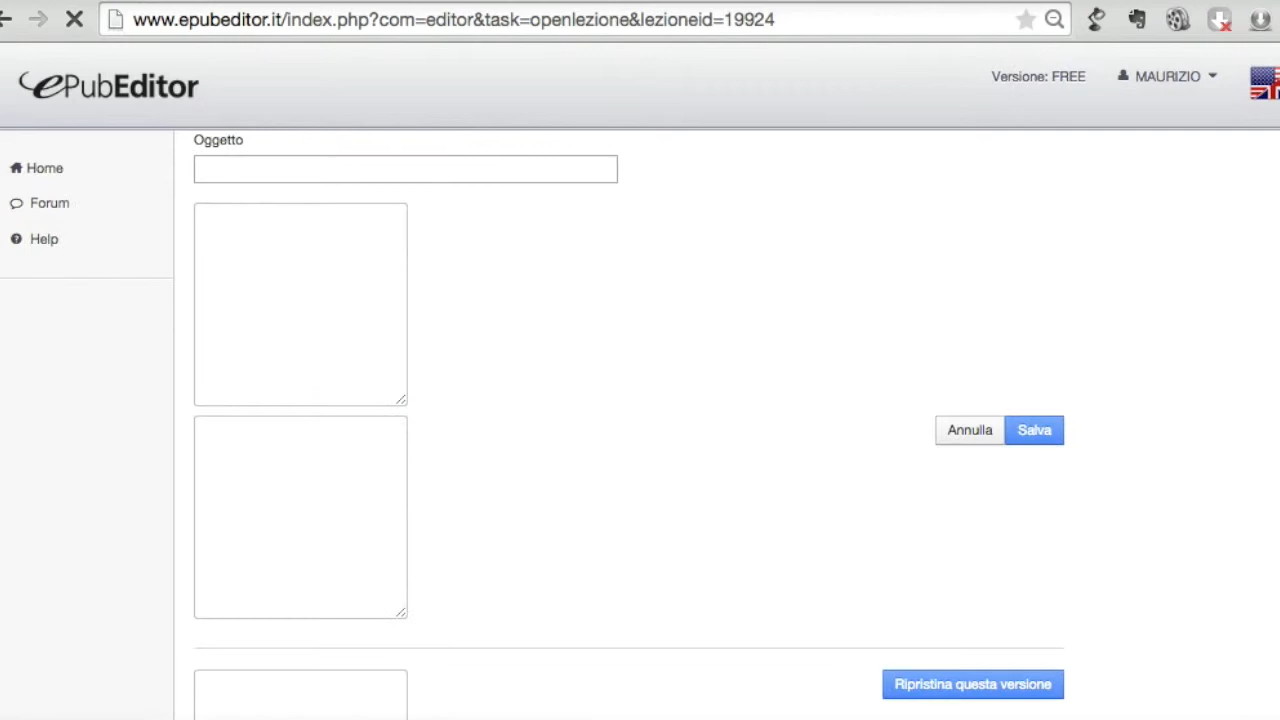 www.epubeditor.it/index.php?com=editor&task=openlezione&lezioneid=19924
ePubEditor
Versione: FREE
MAURIZIO
Home
Forum
Help
Oggetto
Annulla
Salva
Ripristina questa versione